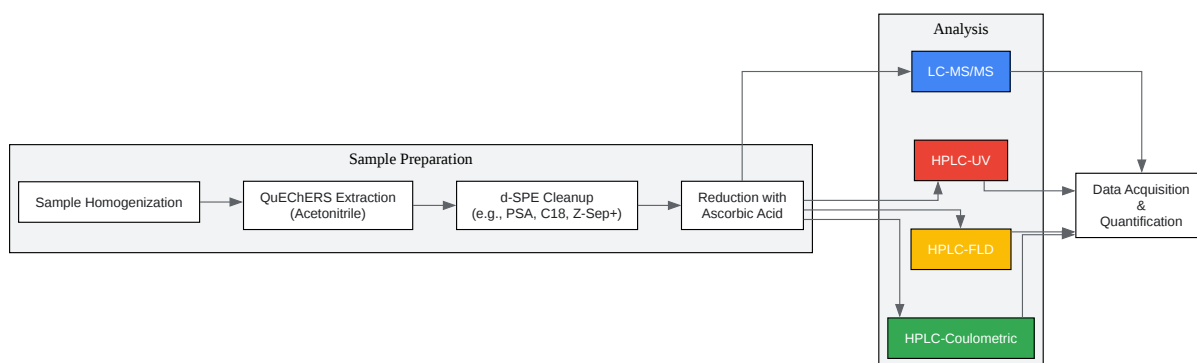 Analysis
LC-MS/MS
Sample Preparation
Sample Homogenization
QuEChERS Extraction
(Acetonitrile)
d-SPE Cleanup
(e.g., PSA, C18, Z-Sep+)
Reduction with
Ascorbic Acid
HPLC-UV
HPLC-FLD
HPLC-Coulometric
Data Acquisition
&
Quantification